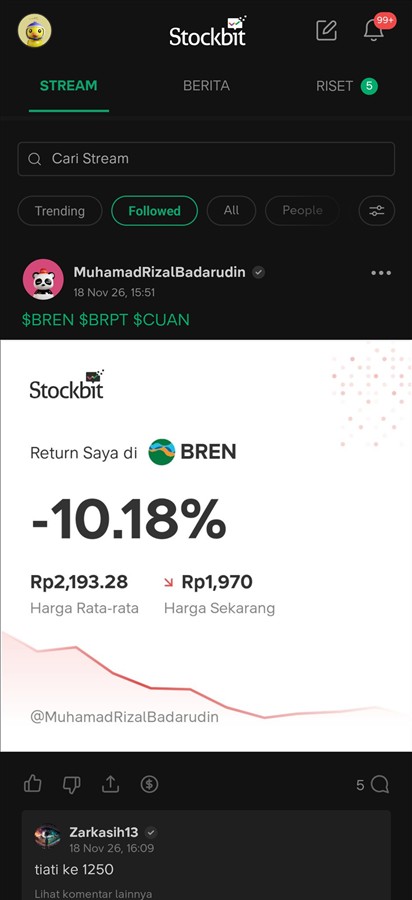 Stockbit
99+
STREAM
BERITA
RISET 5
Cari Stream
Trending
Followed
All
People
MuhamadRizalBadarudin
18 Nov 26, 15:51
$BREN $BRPT $CUAN
Stockbit
Return Saya di BREN
-10.18%
Rp2,193.28
Harga Rata-rata
Rp1,970
Harga Sekarang
@MuhamadRizalBadarudin
5
Zarkasih13
18 Nov 26, 16:09
tiati ke 1250
Lihat komentar lainnya